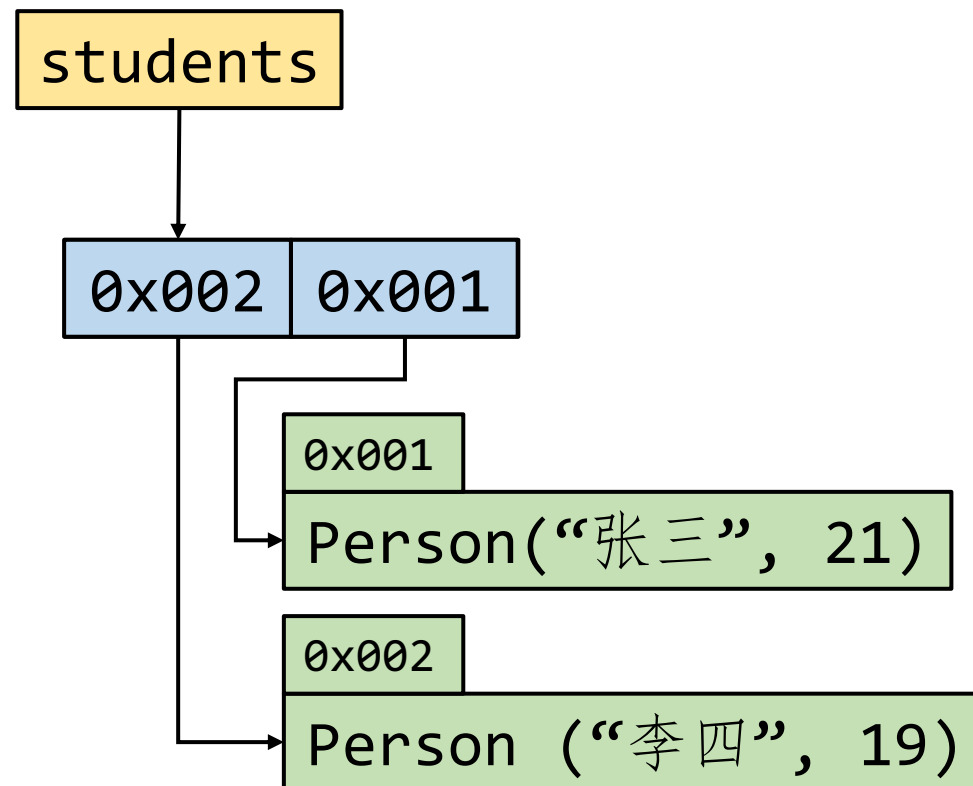 students
0x002 0x001
0x001
Person(“张三”, 21)
0x002
Person (“李四”, 19)